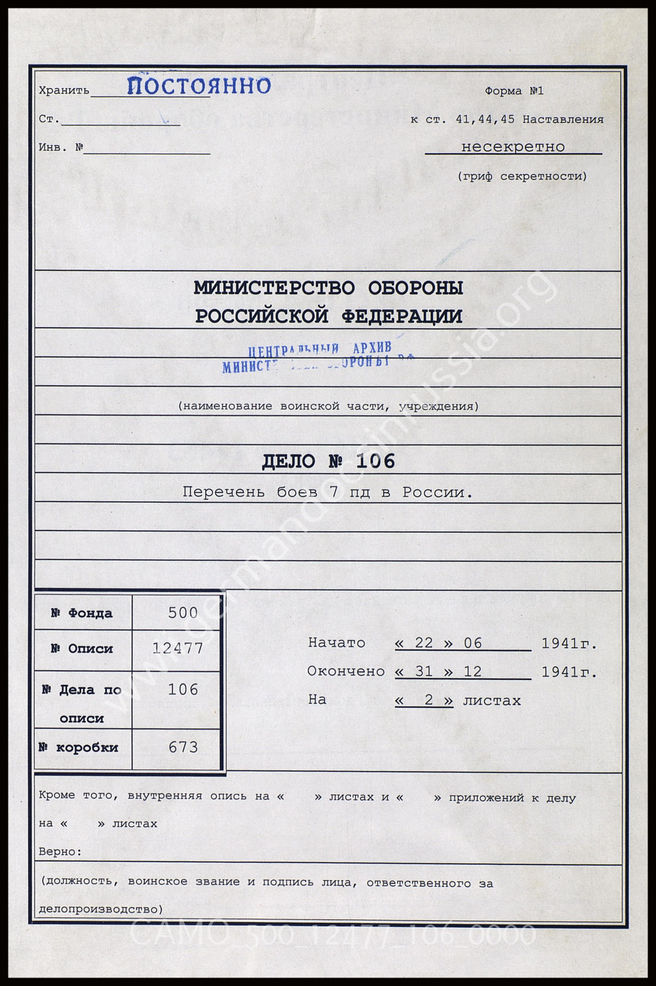 Хранить ПОСТОЯННО
Форма №1
Ст.
к ст. 41,44,45 Наставления
Инв. №
несекретно
(гриф секретности)
МИНИСТЕРСТВО ОБОРОНЫ
РОССИЙСКОЙ ФЕДЕРАЦИИ
ЦЕНТРАЛЬНЫЙ АРХИВ
(наименование воинской части, учреждения)
ДЕЛО № 106
Перечень боев 7 пд в России.
№ Фонда 500
№ Описи 12477
№ Дела по описи 106
№ коробки 673
Начато « 22 » 06 1941г.
Окончено « 31 » 12 1941г.
На « 2 » листах
Кроме того, внутренняя опись на « » листах и « » приложений к делу
на « » листах
Верно:
(должность, воинское звание и подпись лица, ответственного за
делопроизводство)
www.germandocsinrussia.org
CAMO_500_12477_106_0000